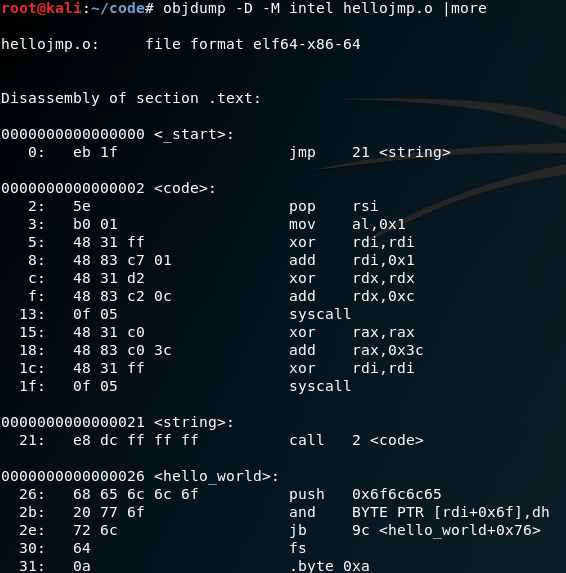 root@kali:~/code# objdump -D -M intel hellojmp.o |more
hellojmp.o:     file format elf64-x86-64
Disassembly of section .text:
0000000000000000 <_start>:
   0:   eb 1f                   jmp    21 <string>
0000000000000002 <code>:
   2:   5e                      pop    rsi
   3:   b0 01                   mov    al,0x1
   5:   48 31 ff                xor    rdi,rdi
   8:   48 83 c7 01             add    rdi,0x1
   c:   48 31 d2                xor    rdx,rdx
   f:   48 83 c2 0c             add    rdx,0xc
  13:   0f 05                   syscall
  15:   48 31 c0                xor    rax,rax
  18:   48 83 c0 3c             add    rax,0x3c
  1c:   48 31 ff                xor    rdi,rdi
  1f:   0f 05                   syscall
0000000000000021 <string>:
  21:   e8 dc ff ff ff          call   2 <code>
0000000000000026 <hello_world>:
  26:   68 65 6c 6c 6f          push   0x6f6c6c65
  2b:   20 77 6f                and    BYTE PTR [rdi+0x6f],dh
  2e:   72 6c                   jb     9c <hello_world+0x76>
  30:   64                      fs
  31:   0a                      .byte 0xa